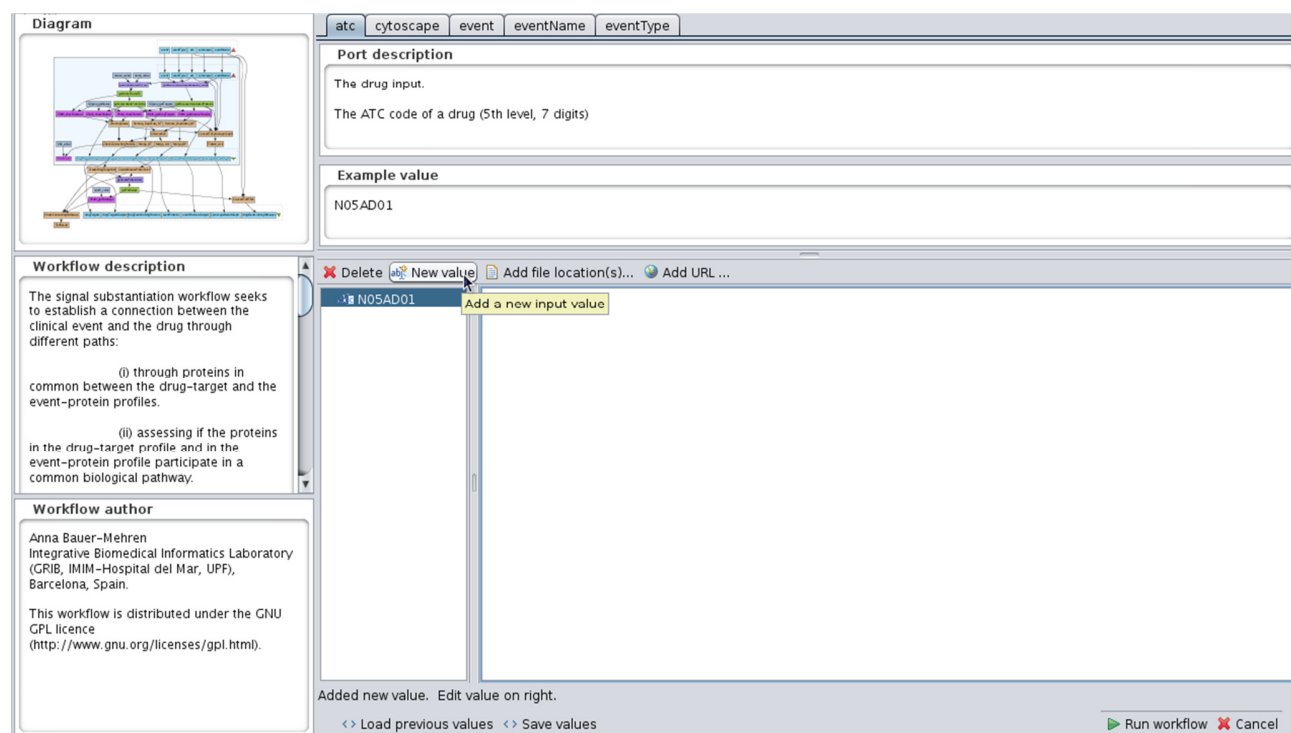 Diagram
Workflow description
The signal substantiation workflow seeks
to establish a connection between the
clinical event and the drug through
different paths:
(i) through proteins in
common between the drug-target and the
event-protein profiles.
(ii) assessing if the proteins
in the drug-target profile and in the
event-protein profile participate in a
common biological pathway.
Workflow author
Anna Bauer-Mehren
Integrative Biomedical Informatics Laboratory
(GRIB, IMIM-Hospital del Mar, UPF),
Barcelona, Spain.
This workflow is distributed under the GNU
GPL licence
(http://www.gnu.org/licenses/gpl.html).
atc cytoscape event eventName eventType
Port description
The drug input.
The ATC code of a drug (5th level, 7 digits)
Example value
N05AD01
Delete New value Add file location(s)... Add URL ...
N05AD01
Add a new input value
Added new value. Edit value on right.
Load previous values Save values
Run workflow Cancel